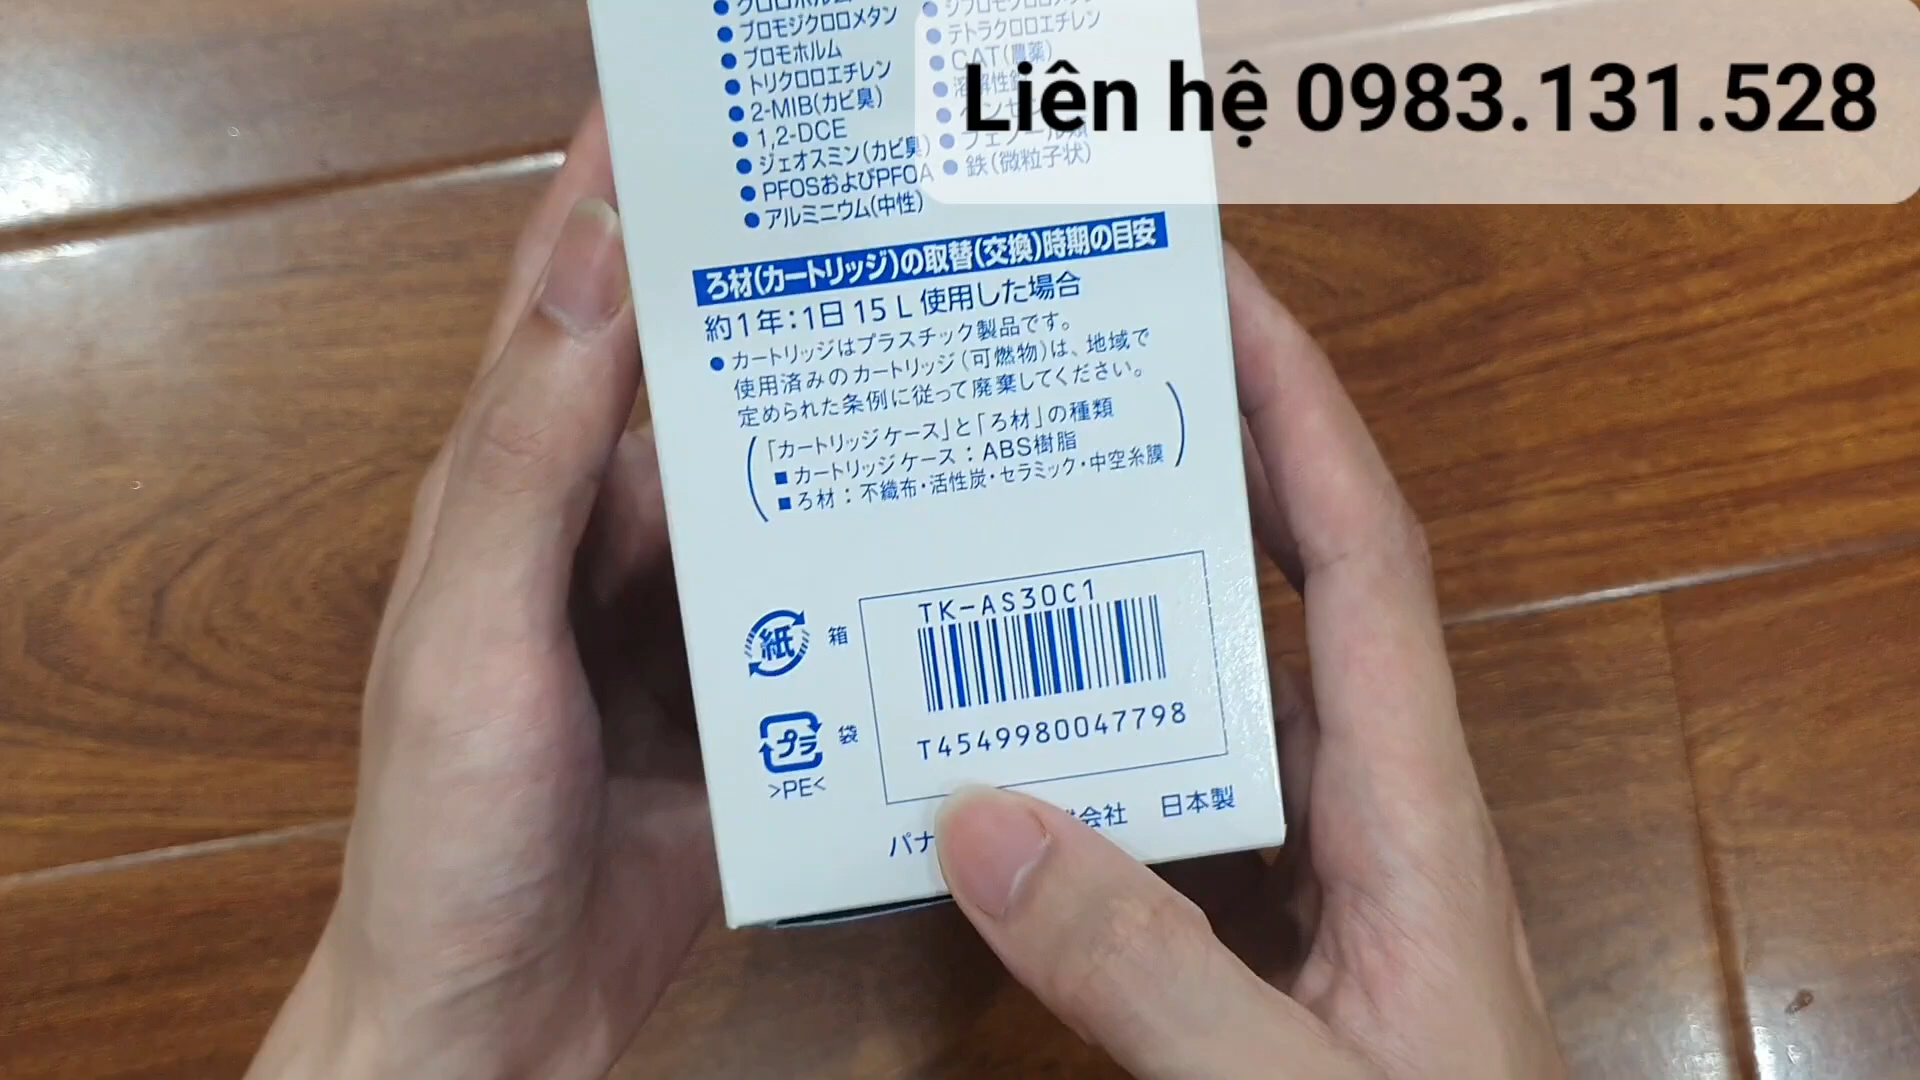 ブロモジクロロメタン
ブロモホルム
トリクロロエチレン
2-MIB(カビ臭)
1,2-DCE
ジェオスミン(カビ臭)
PFOSおよびPFOA
アルミニウム(中性)
テトラクロロエチレン
CAT(農薬)
フェノール類
鉄(微粒子状)
Liên hệ 0983.131.528
ろ材(カートリッジ)の取替(交換)時期の目安
約1年:1日 15 L 使用した場合
● カートリッジはプラスチック製品です。
使用済みのカートリッジ(可燃物)は、地域で
定められた条例に従って廃棄してください。
「カートリッジケース」と「ろ材」の種類
■ カートリッジケース:ABS樹脂
■ ろ材:不織布・活性炭・セラミック・中空糸膜
紙 箱
プラ 袋
>PE<
TK-AS30C1
T4549980047798
パナ 会社 日本製